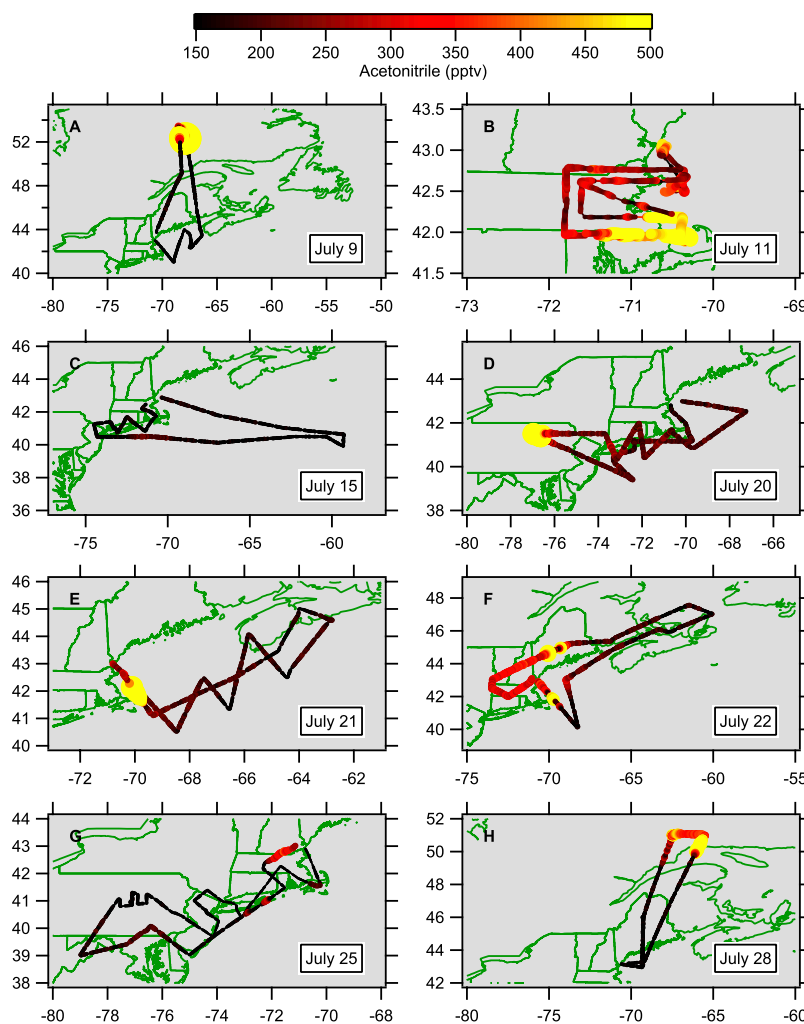 150 200 250 300 350 400 450 500
Acetonitrile (pptv)
A
52
48
44
40
July 9
-80 -75 -70 -65 -60 -55 -50
B
43.5
43.0
42.5
42.0
41.5
July 11
-73 -72 -71 -70 -69
C
46
44
42
40
38
36
July 15
-75 -70 -65 -60
D
44
42
40
38
July 20
-80 -78 -76 -74 -72 -70 -68 -66
E
46
45
44
43
42
41
40
July 21
-72 -70 -68 -66 -64 -62
F
48
46
44
42
40
July 22
-75 -70 -65 -60 -55
G
44
43
42
41
40
39
38
July 25
-80 -78 -76 -74 -72 -70 -68
H
52
50
48
46
44
42
July 28
-80 -75 -70 -65 -60